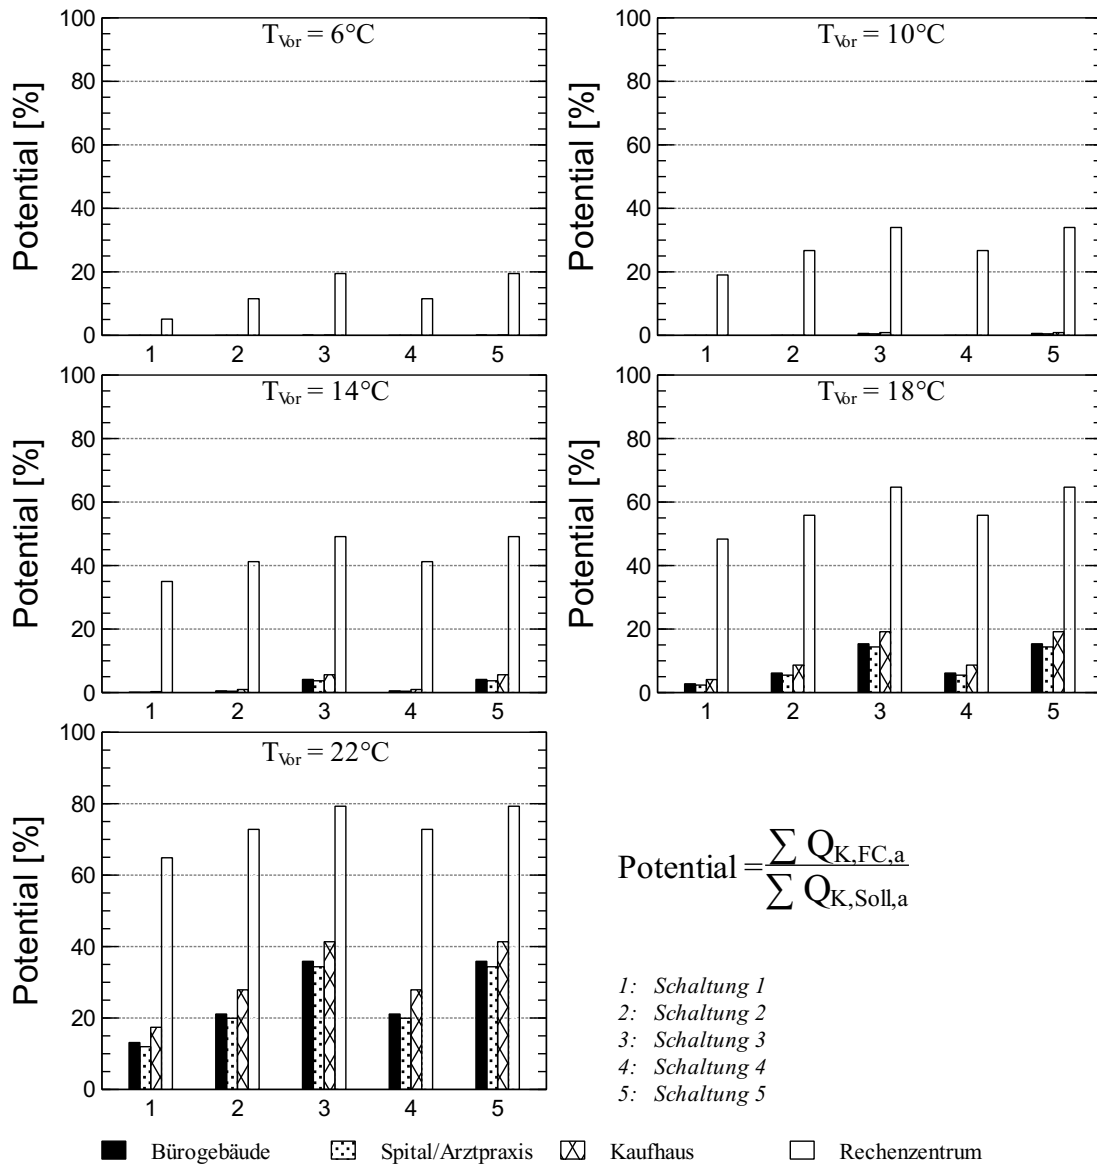 T_Vor = 6°C
Potential [%]
100
80
60
40
20
0
1 2 3 4 5
T_Vor = 10°C
Potential [%]
100
80
60
40
20
0
1 2 3 4 5
T_Vor = 14°C
Potential [%]
100
80
60
40
20
0
1 2 3 4 5
T_Vor = 18°C
Potential [%]
100
80
60
40
20
0
1 2 3 4 5
T_Vor = 22°C
Potential [%]
100
80
60
40
20
0
1 2 3 4 5
Potential = ∑ Q_K,FC,a / ∑ Q_K,Soll,a
1: Schaltung 1
2: Schaltung 2
3: Schaltung 3
4: Schaltung 4
5: Schaltung 5
Bürogebäude Spital/Arztpraxis Kaufhaus Rechenzentrum